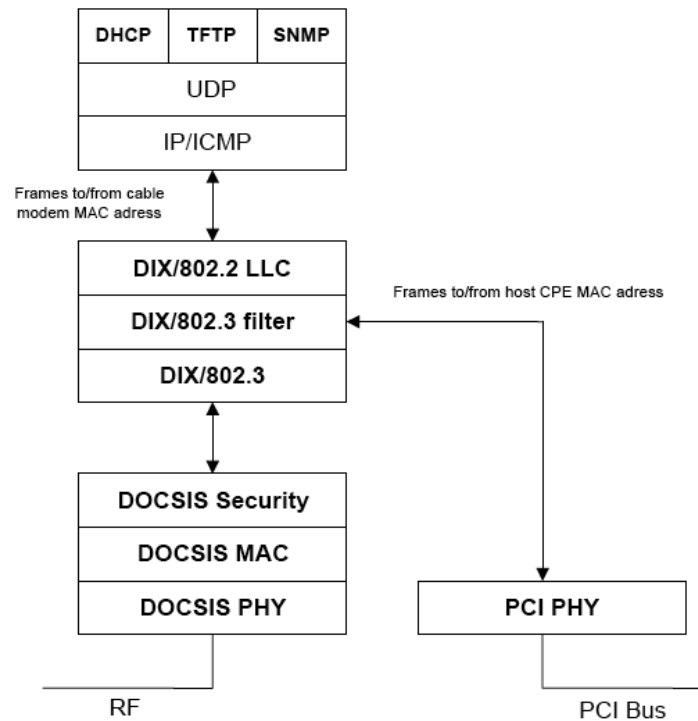 DHCP TFTP SNMP
UDP
IP/ICMP
Frames to/from cable
modem MAC adress
DIX/802.2 LLC
Frames to/from host CPE MAC adress
DIX/802.3 filter
DIX/802.3
DOCSIS Security
DOCSIS MAC
DOCSIS PHY
PCI PHY
RF
PCI Bus